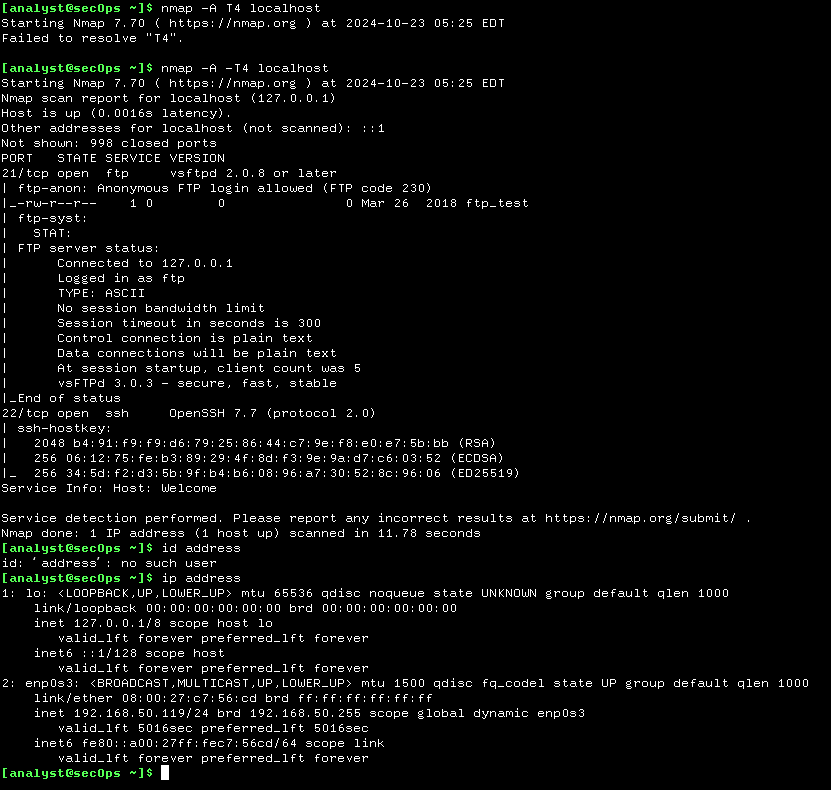 [analyst@secOps ~]$ nmap -A T4 localhost
Starting Nmap 7.70 ( https://nmap.org ) at 2024-10-23 05:25 EDT
Failed to resolve "T4".
[analyst@secOps ~]$ nmap -A -T4 localhost
Starting Nmap 7.70 ( https://nmap.org ) at 2024-10-23 05:25 EDT
Nmap scan report for localhost (127.0.0.1)
Host is up (0.0016s latency).
Other addresses for localhost (not scanned): ::1
Not shown: 998 closed ports
PORT   STATE SERVICE VERSION
21/tcp open  ftp     vsftpd 2.0.8 or later
| ftp-anon: Anonymous FTP login allowed (FTP code 230)
|_-rw-r--r--    1 0        0               0 Mar 26  2018 ftp_test
| ftp-syst:
|   STAT:
| FTP server status:
|      Connected to 127.0.0.1
|      Logged in as ftp
|      TYPE: ASCII
|      No session bandwidth limit
|      Session timeout in seconds is 300
|      Control connection is plain text
|      Data connections will be plain text
|      At session startup, client count was 5
|      vsFTPd 3.0.3 - secure, fast, stable
|_End of status
22/tcp open  ssh     OpenSSH 7.7 (protocol 2.0)
| ssh-hostkey:
|   2048 b4:91:f9:f9:d6:79:25:86:44:c7:9e:f8:e0:e7:5b:bb (RSA)
|   256 06:12:75:fe:b3:89:29:4f:8d:f3:9e:9a:d7:c6:03:52 (ECDSA)
|_  256 34:5d:f2:d3:5b:9f:b4:b6:08:96:a7:30:52:8c:96:06 (ED25519)
Service Info: Host: Welcome
Service detection performed. Please report any incorrect results at https://nmap.org/submit/ .
Nmap done: 1 IP address (1 host up) scanned in 11.78 seconds
[analyst@secOps ~]$ id address
id: ‘address’: no such user
[analyst@secOps ~]$ ip address
1: lo: <LOOPBACK,UP,LOWER_UP> mtu 65536 qdisc noqueue state UNKNOWN group default qlen 1000
    link/loopback 00:00:00:00:00:00 brd 00:00:00:00:00:00
    inet 127.0.0.1/8 scope host lo
       valid_lft forever preferred_lft forever
    inet6 ::1/128 scope host
       valid_lft forever preferred_lft forever
2: enp0s3: <BROADCAST,MULTICAST,UP,LOWER_UP> mtu 1500 qdisc fq_codel state UP group default qlen 1000
    link/ether 08:00:27:c7:56:cd brd ff:ff:ff:ff:ff:ff
    inet 192.168.50.119/24 brd 192.168.50.255 scope global dynamic enp0s3
       valid_lft 5016sec preferred_lft 5016sec
    inet6 fe80::a00:27ff:fec7:56cd/64 scope link
       valid_lft forever preferred_lft forever
[analyst@secOps ~]$